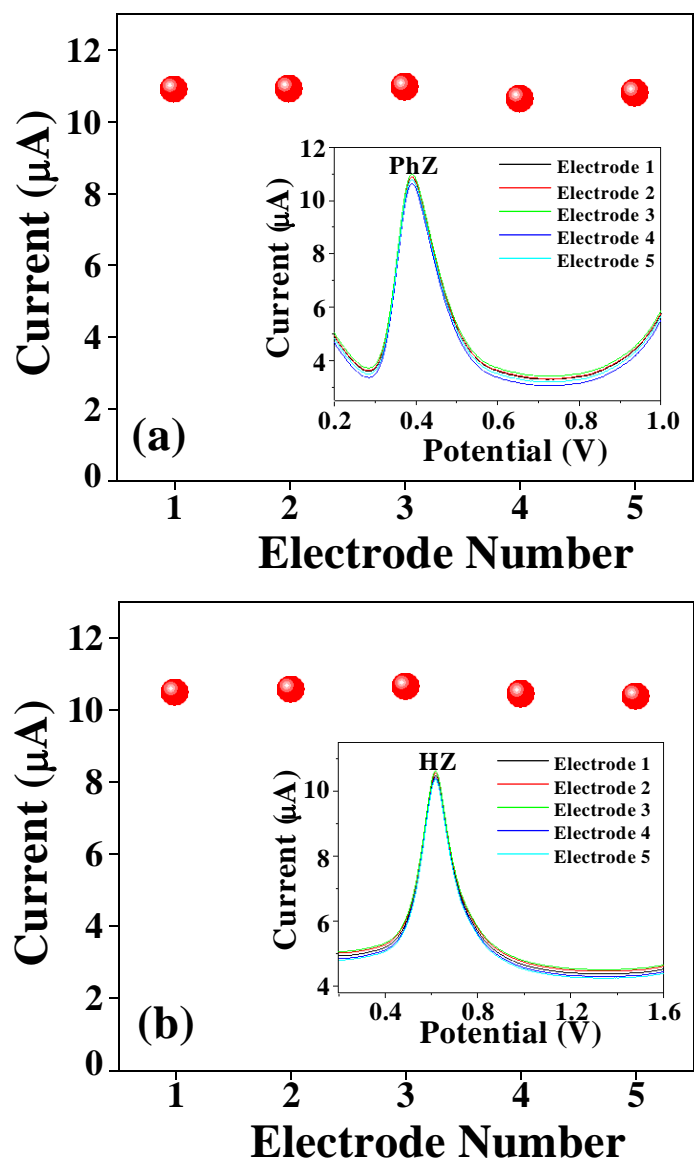 12
10
8
6
4
2
0
Current (μA)
1 2 3 4 5
Electrode Number
(a)
12
10
8
6
4
Current (μA)
PhZ
Electrode 1
Electrode 2
Electrode 3
Electrode 4
Electrode 5
0.2 0.4 0.6 0.8 1.0
Potential (V)
12
10
8
6
4
2
0
Current (μA)
1 2 3 4 5
Electrode Number
(b)
10
8
6
4
Current (μA)
HZ
Electrode 1
Electrode 2
Electrode 3
Electrode 4
Electrode 5
0.4 0.8 1.2 1.6
Potential (V)